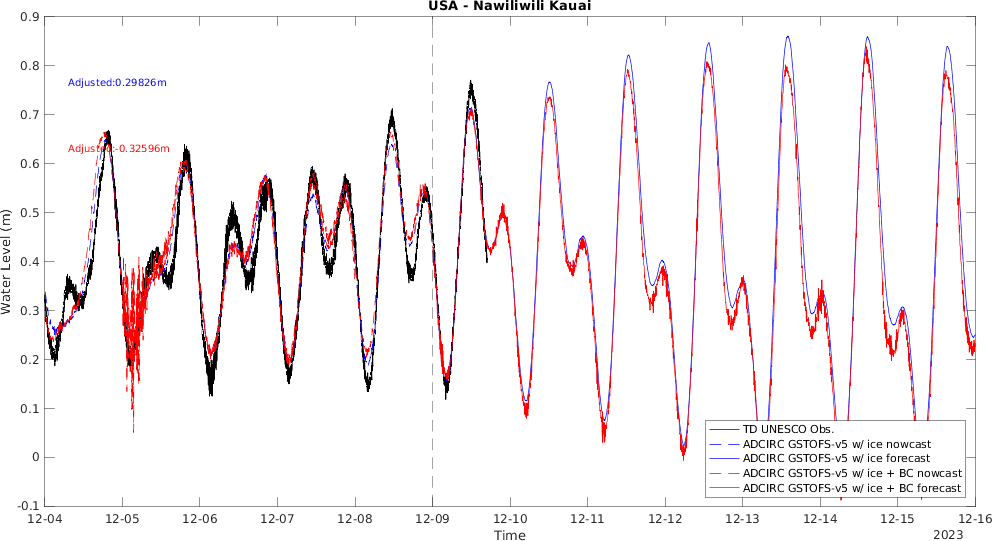 USA - Nawiliwili Kauai
0.9
0.8
0.7
0.6
0.5
0.4
0.3
0.2
0.1
0
-0.1
Water Level (m)
Adjusted:0.29826m
Adjusted:-0.32596m
TD UNESCO Obs.
ADCIRC GSTOFS-v5 w/ ice nowcast
ADCIRC GSTOFS-v5 w/ ice forecast
ADCIRC GSTOFS-v5 w/ ice + BC nowcast
ADCIRC GSTOFS-v5 w/ ice + BC forecast
12-04 12-05 12-06 12-07 12-08 12-09 12-10 12-11 12-12 12-13 12-14 12-15 12-16
Time
2023